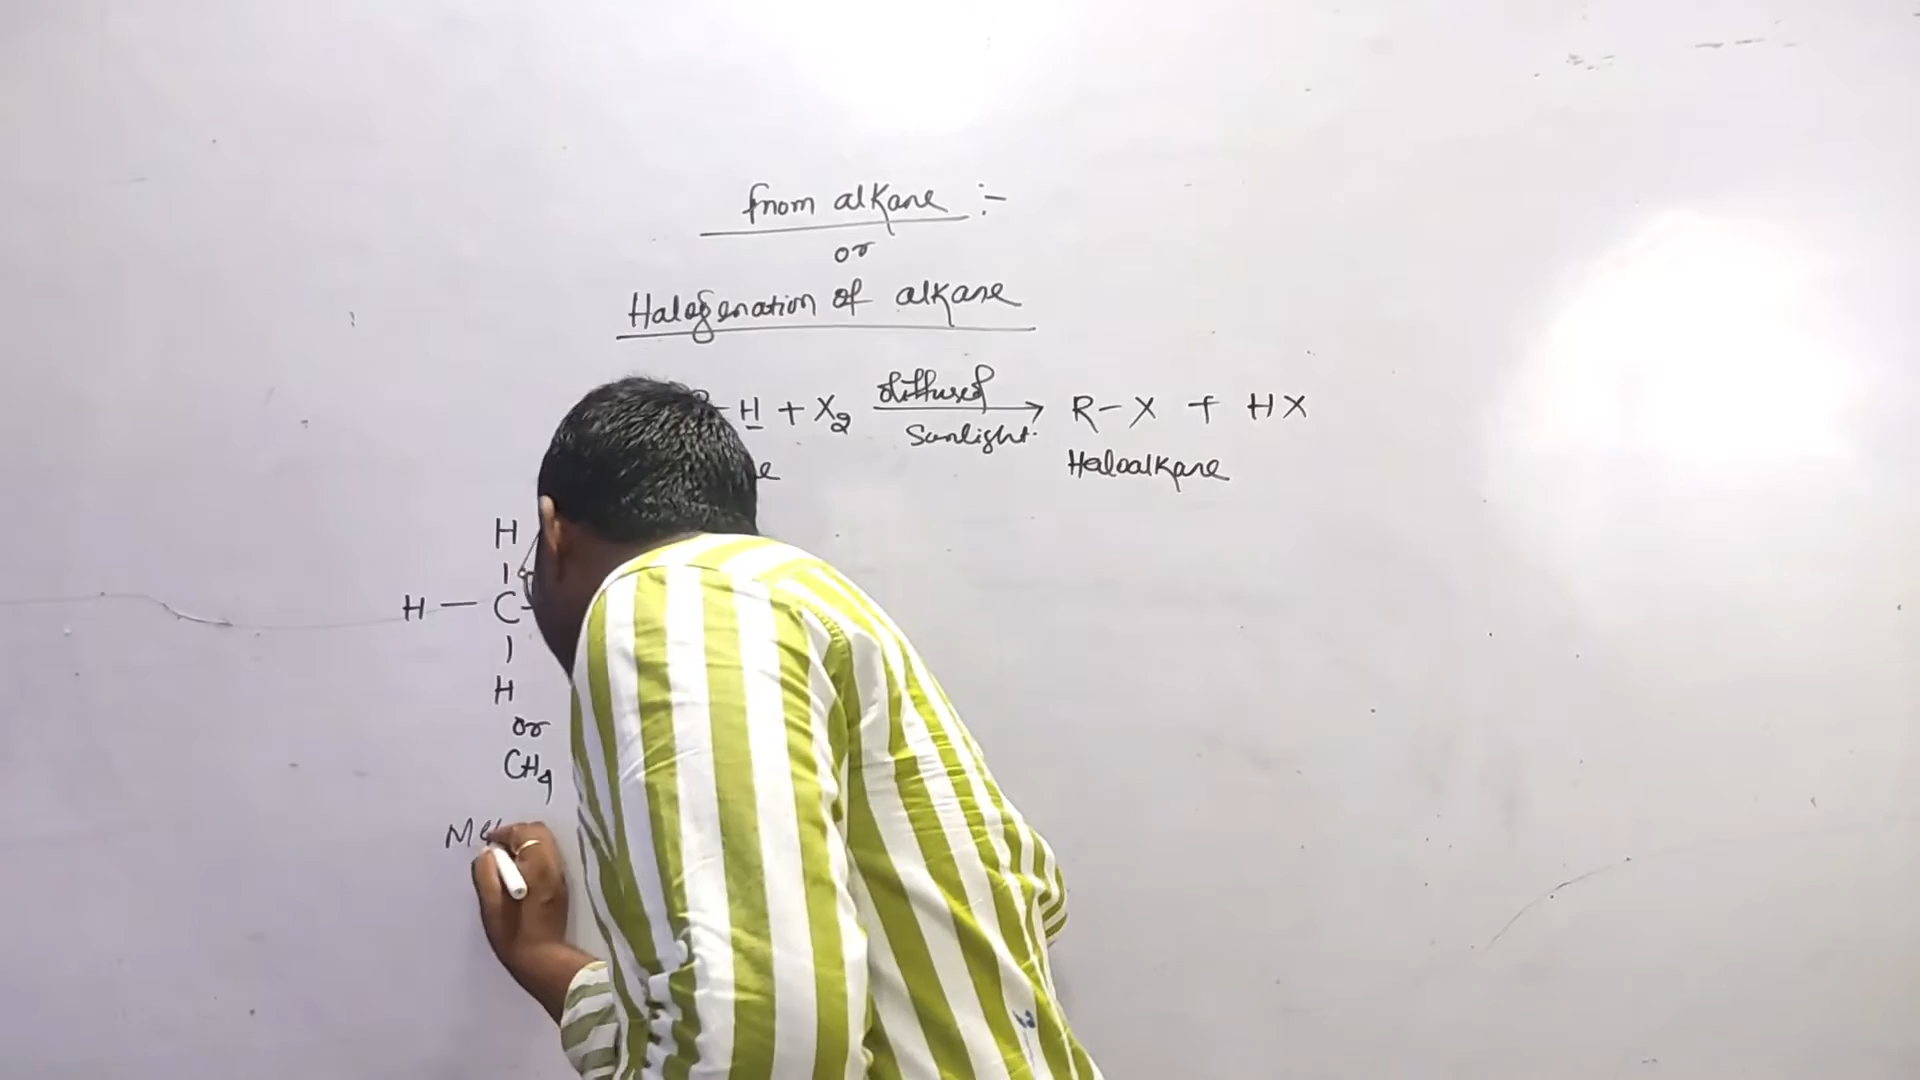 from alkane :-
or
Halogenation of alkane
H + X2 diffused Sunlight. → R - X + HX
Haloalkane
H
|
H — C
|
H
or
CH4